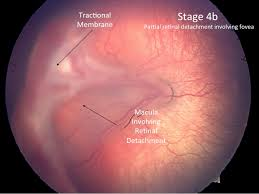 Tractional
Membrane
Stage 4b
Partial retinal detachment involving fovea
Macula
Involving
Retinal
Detachment